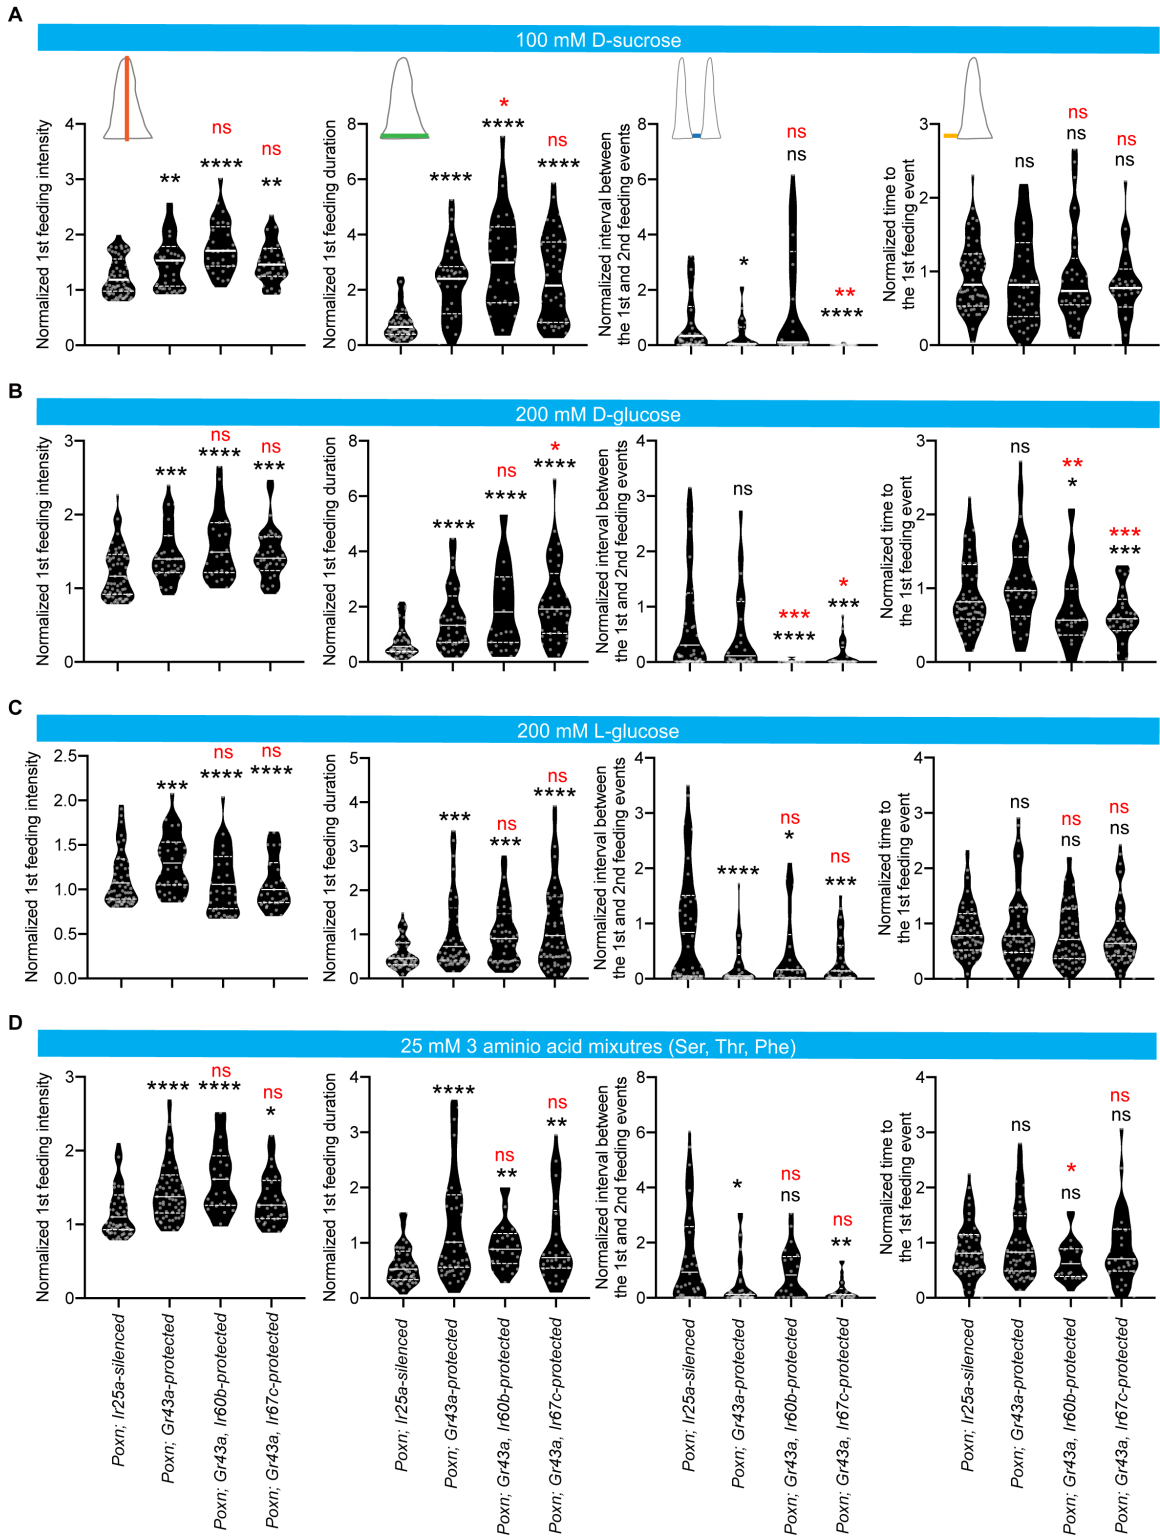 A
100 mM D-sucrose
Normalized 1st feeding intensity
4
3
2
1
0
**
ns
****
ns
**
Normalized 1st feeding duration
8
6
4
2
0
****
*
****
ns
****
Normalized interval between
the 1st and 2nd feeding events
8
6
4
2
0
*
ns
ns
**
****
Normalized time to
the 1st feeding event
3
2
1
0
ns
ns
ns
ns
ns
B
200 mM D-glucose
Normalized 1st feeding intensity
3
2
1
0
***
ns
****
ns
***
Normalized 1st feeding duration
8
6
4
2
0
****
ns
****
*
****
Normalized interval between
the 1st and 2nd feeding events
4
3
2
1
0
ns
***
****
*
***
Normalized time to
the 1st feeding event
3
2
1
0
ns
**
*
***
***
C
200 mM L-glucose
Normalized 1st feeding intensity
2.5
2.0
1.5
1.0
0.5
0.0
***
ns
****
ns
****
Normalized 1st feeding duration
5
4
3
2
1
0
***
ns
***
ns
****
Normalized interval between
the 1st and 2nd feeding events
4
3
2
1
0
****
ns
*
ns
***
Normalized time to
the 1st feeding event
4
3
2
1
0
ns
ns
ns
ns
ns
D
25 mM 3 aminio acid mixutres (Ser, Thr, Phe)
Normalized 1st feeding intensity
3
2
1
0
****
ns
****
ns
*
Normalized 1st feeding duration
4
3
2
1
0
****
ns
**
ns
**
Normalized interval between
the 1st and 2nd feeding events
8
6
4
2
0
*
ns
ns
ns
**
Normalized time to
the 1st feeding event
4
3
2
1
0
ns
*
ns
ns
ns
Poxn; Ir25a-silenced
Poxn; Gr43a-protected
Poxn; Gr43a, Ir60b-protected
Poxn; Gr43a, Ir67c-protected
Poxn; Ir25a-silenced
Poxn; Gr43a-protected
Poxn; Gr43a, Ir60b-protected
Poxn; Gr43a, Ir67c-protected
Poxn; Ir25a-silenced
Poxn; Gr43a-protected
Poxn; Gr43a, Ir60b-protected
Poxn; Gr43a, Ir67c-protected
Poxn; Ir25a-silenced
Poxn; Gr43a-protected
Poxn; Gr43a, Ir60b-protected
Poxn; Gr43a, Ir67c-protected